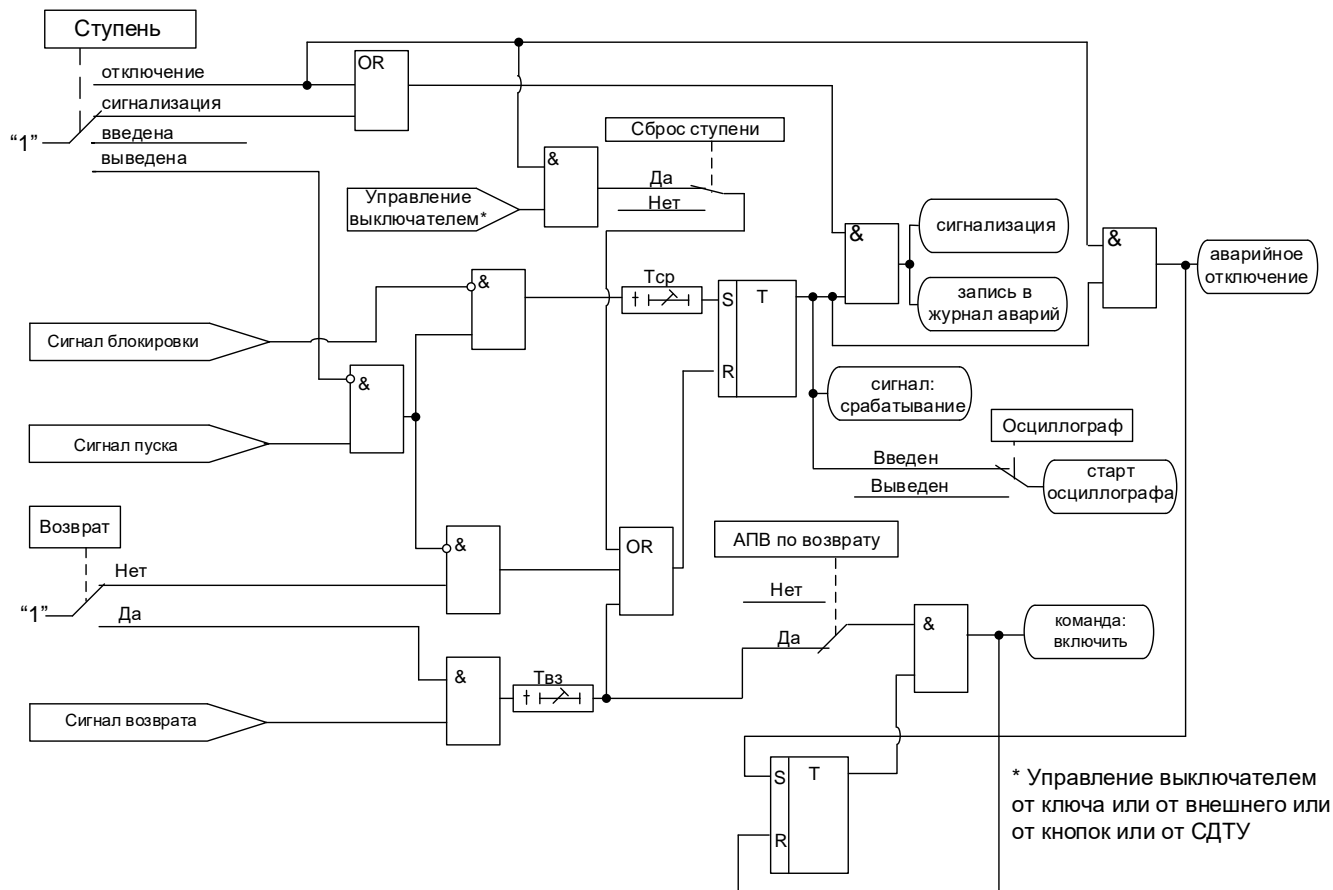 Ступень
отключение
сигнализация
“1”
введена
выведена
OR
Сброс ступени
&
Да
Нет
Управление
выключателем*
&
сигнализация
&
аварийное
отключение
запись в
журнал аварий
&
Тср
S
T
R
Сигнал блокировки
&
Сигнал пуска
сигнал:
срабатывание
Осциллограф
Введен
Выведен
старт
осциллографа
Возврат
Нет
“1”
Да
&
OR
АПВ по возврату
Нет
Да
&
команда:
включить
&
Твз
Сигнал возврата
S
T
R
* Управление выключателем
от ключа или от внешнего или
от кнопок или от СДТУ